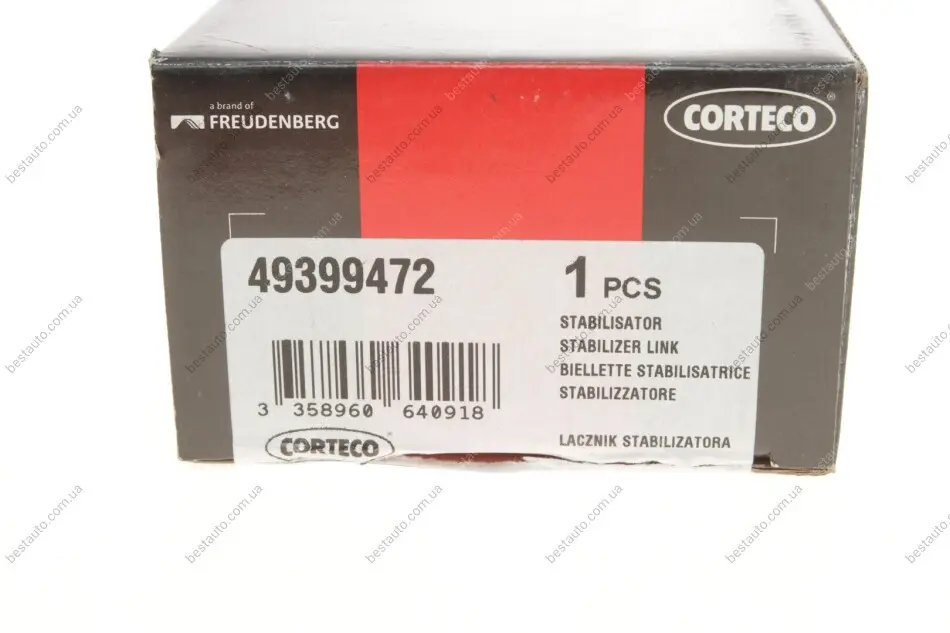 a brand of
FREUDENBERG
CORTECO
49399472
1 PCS
STABILISATOR
STABILIZER LINK
BIELLETTE STABILISATRICE
STABILIZZATORE
3 358960 640918
CORTECO
LACZNIK STABILIZATORA
bestauto.com.ua